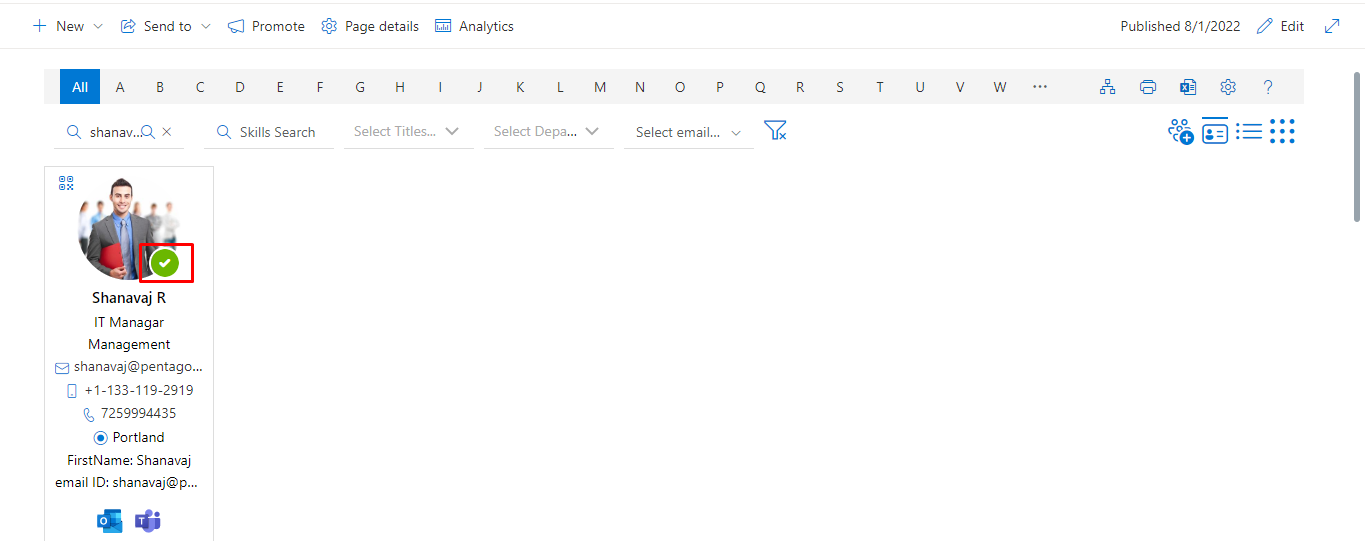 New Send to Promote Page details Analytics Published 8/1/2022 Edit
All A B C D E F G H I J K L M N O P Q R S T U V W ... ?
shanav... Skills Search Select Titles... Select Depa... Select email...
Shanavaj R
IT Managar
Management
shanavaj@pentago...
+1-133-119-2919
7259994435
Portland
FirstName: Shanavaj
email ID: shanavaj@p...